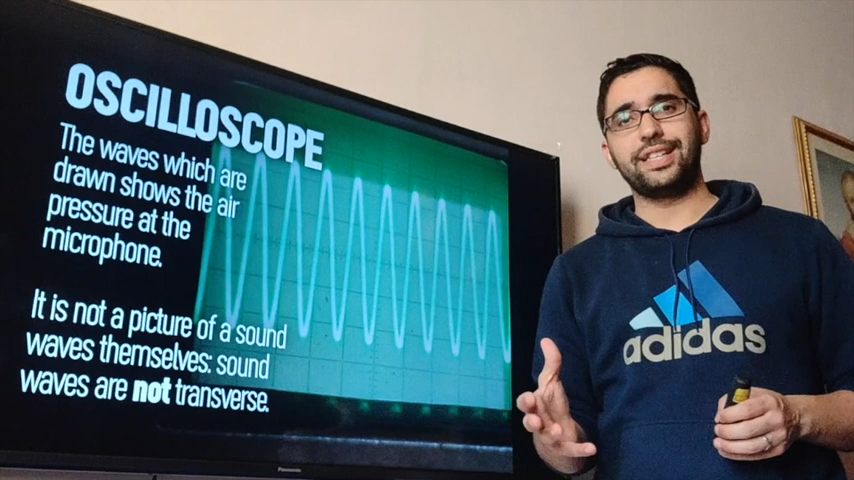 OSCILLOSCOPE
The waves which are
drawn shows the air
pressure at the
microphone.
It is not a picture of a sound
waves themselves: sound
waves are not transverse.
Panasonic
adidas